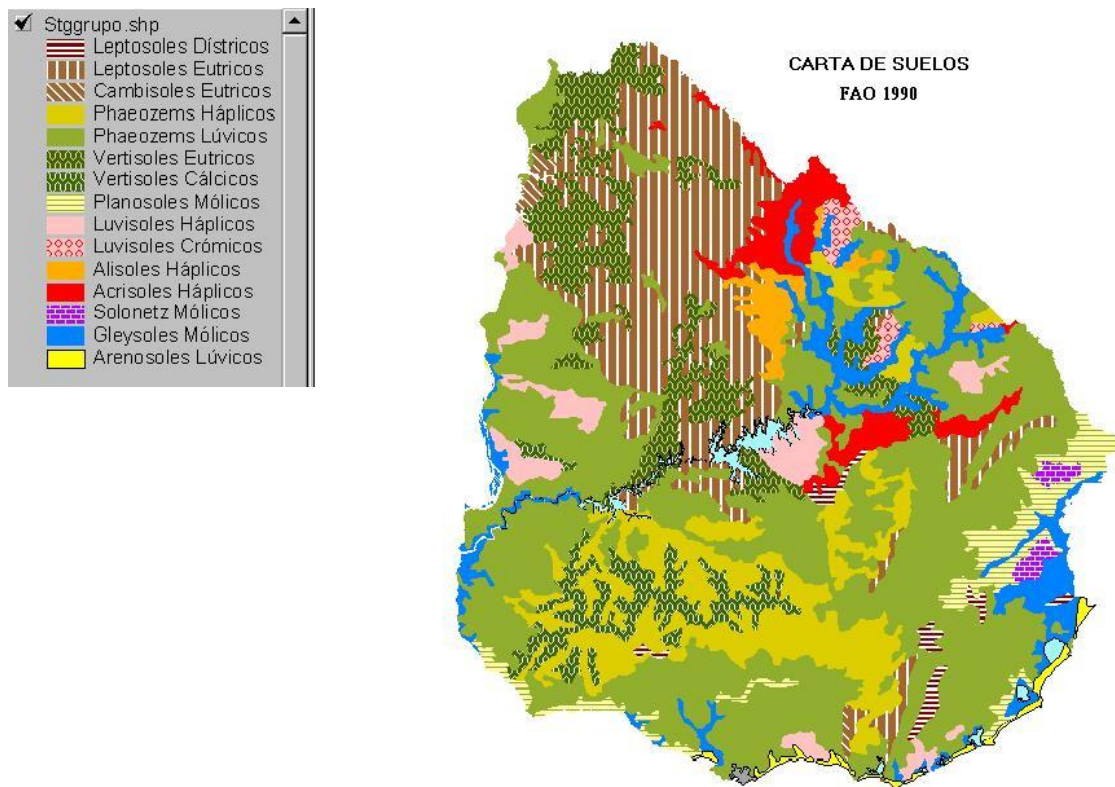 Stggrupo.shp
Leptosoles Dístricos
Leptosoles Eutricos
Cambisoles Eutricos
Phaeozems Háplicos
Phaeozems Lúvicos
Vertisoles Eutricos
Vertisoles Cálcicos
Planosoles Mólicos
Luvisoles Háplicos
Luvisoles Crómicos
Alisoles Háplicos
Acrisoles Háplicos
Solonetz Mólicos
Gleysoles Mólicos
Arenosoles Lúvicos
CARTA DE SUELOS
FAO 1990